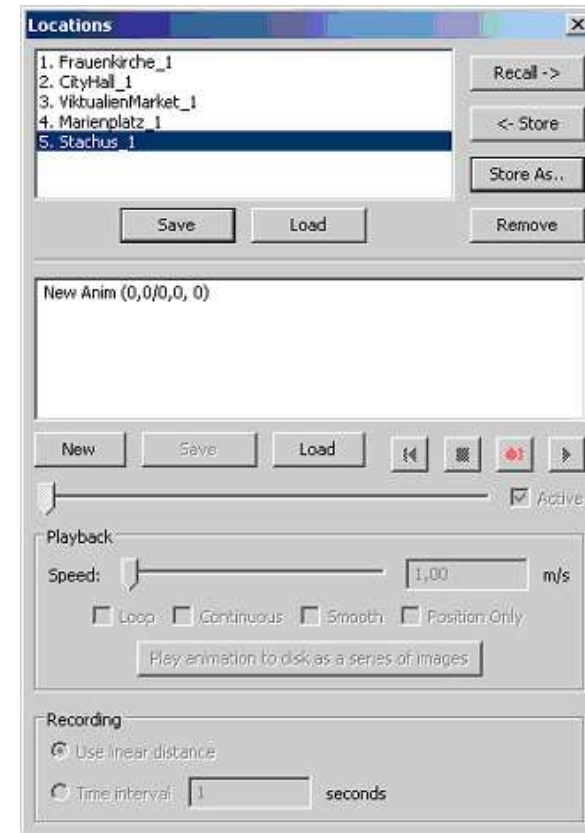 Locations
1. Frauenkirche_1
2. CityHall_1
3. ViktualienMarket_1
4. Marienplatz_1
5. Stachus_1
Recall ->
<- Store
Store As..
Save Load Remove
New Anim (0,0/0,0, 0)
New Save Load
Active
Playback
Speed: 1,00 m/s
Loop Continuous Smooth Position Only
Play animation to disk as a series of images
Recording
Use linear distance
Time interval 1 seconds